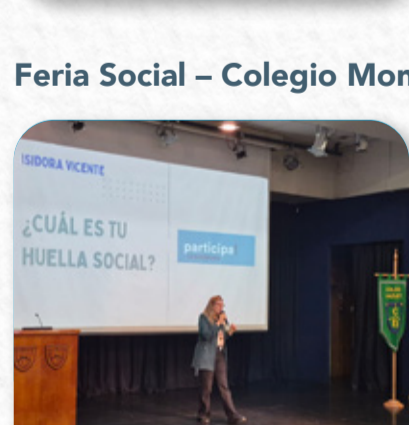 Feria Social – Colegio Mon
ISIDORA VICENTE
¿CUÁL ES TU
HUELLA SOCIAL?
participa